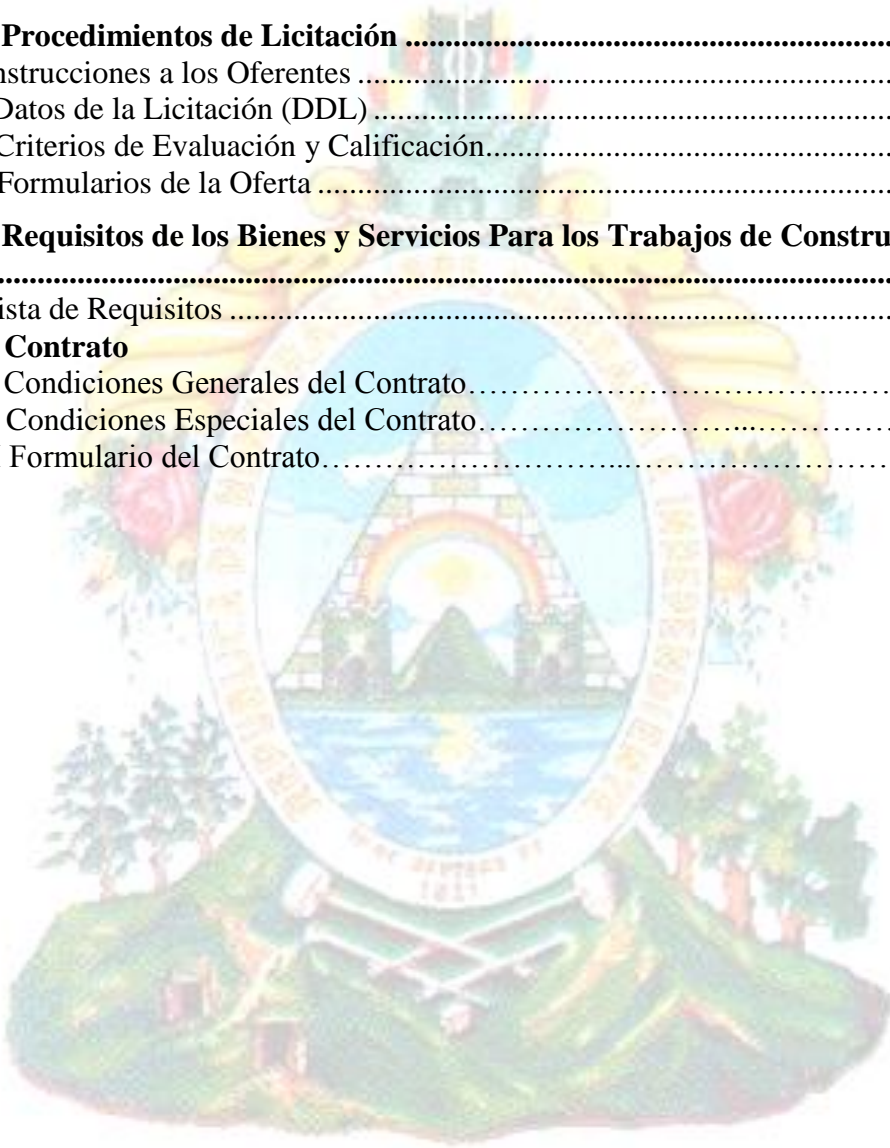 Procedimientos de Licitación ..........................................................
nstrucciones a los Oferentes ................................................................
Datos de la Licitación (DDL) ..............................................................
Criterios de Evaluación y Calificación..................................................
Formularios de la Oferta ......................................................................
Requisitos de los Bienes y Servicios Para los Trabajos de Constru
..........................................................................................................
ista de Requisitos .................................................................................
Contrato
Condiciones Generales del Contrato…………………………………...…
Condiciones Especiales del Contrato………………………...…………
Formulario del Contrato…………………………...………………………